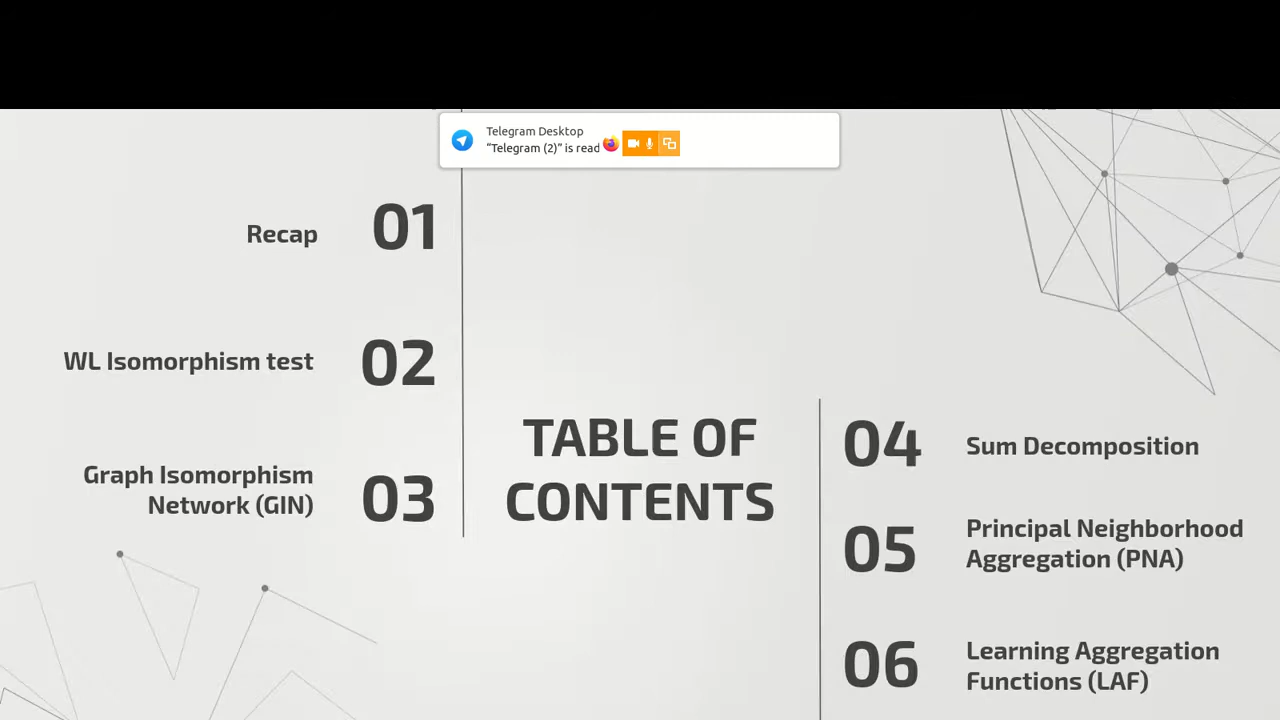 Telegram Desktop
“Telegram (2)” is read
Recap
01
WL Isomorphism test
02
Graph Isomorphism
Network (GIN)
03
TABLE OF
CONTENTS
04
Sum Decomposition
05
Principal Neighborhood
Aggregation (PNA)
06
Learning Aggregation
Functions (LAF)